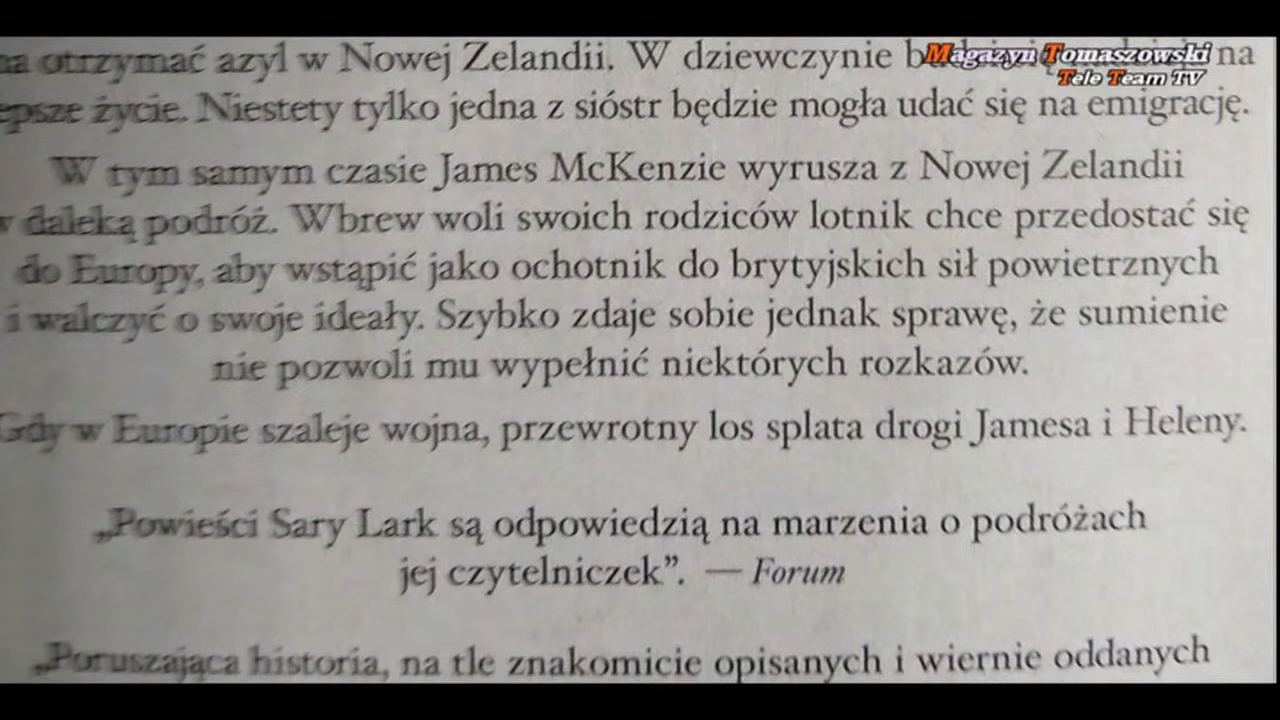 na otrzymać azyl w Nowej Zelandii. W dziewczynie na
Magazyn Tomaszowski
Tele Team TV
epsze życie. Niestety tylko jedna z sióstr będzie mogła udać się na emigrację.
W tym samym czasie James McKenzie wyrusza z Nowej Zelandii
w daleką podróż. Wbrew woli swoich rodziców lotnik chce przedostać się
do Europy, aby wstąpić jako ochotnik do brytyjskich sił powietrznych
i walczyć o swoje ideały. Szybko zdaje sobie jednak sprawę, że sumienie
nie pozwoli mu wypełnić niektórych rozkazów.
Gdy w Europie szaleje wojna, przewrotny los splata drogi Jamesa i Heleny.
„Powieści Sary Lark są odpowiedzią na marzenia o podróżach
jej czytelniczek”. — Forum
„Poruszająca historia, na tle znakomicie opisanych i wiernie oddanych